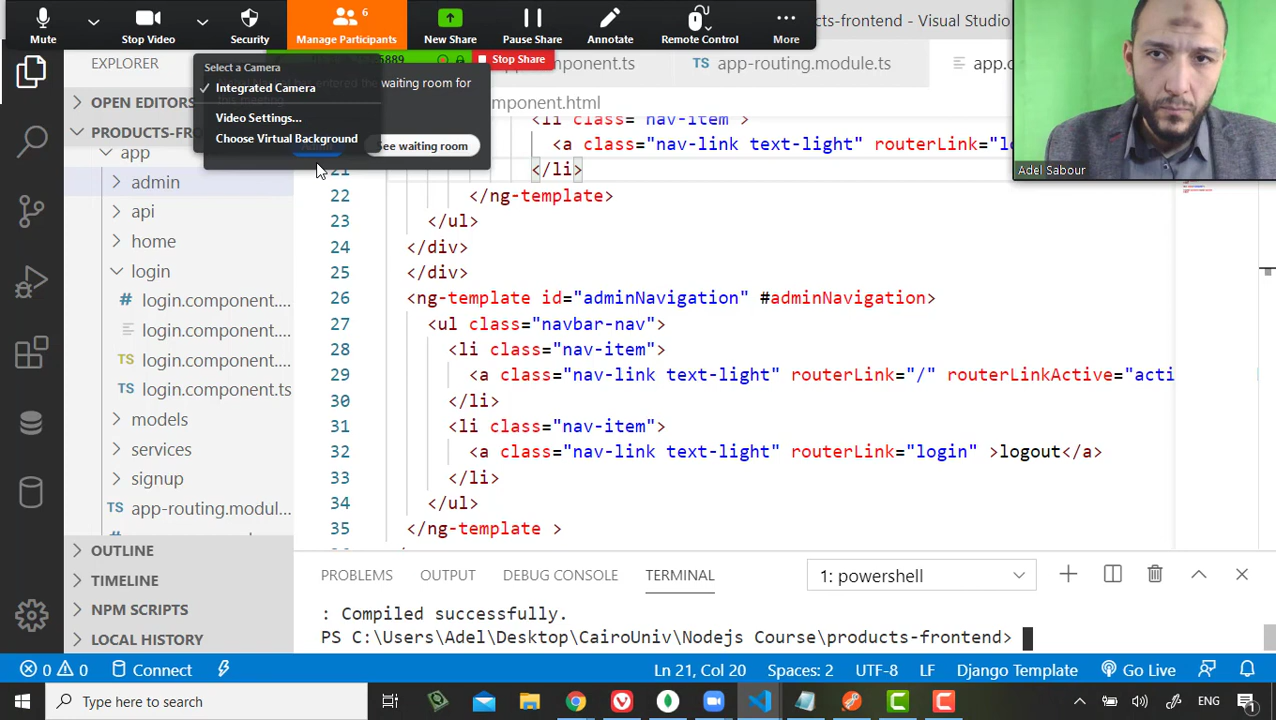 Mute
Stop Video
Security
6
Manage Participants
New Share
Pause Share
Annotate
Remote Control
More
products-frontend - Visual Studio
5889
Stop Share
EXPLORER
Select a Camera
Integrated Camera
entered the waiting room for
Video Settings...
Choose Virtual Background
See waiting room
component.ts
app-routing.module.ts
app.c
OPEN EDITORS
PRODUCTS-FRO
app
admin
api
home
login
login.component....
login.component....
login.component....
login.component.ts
models
services
signup
app-routing.modul...
OUTLINE
TIMELINE
NPM SCRIPTS
LOCAL HISTORY
omponent.html
<li class="nav-item">
<a class="nav-link text-light" routerLink="lo
21 </li>
22 </ng-template>
23 </ul>
24 </div>
25 </div>
26 <ng-template id="adminNavigation" #adminNavigation>
27 <ul class="navbar-nav">
28 <li class="nav-item">
29 <a class="nav-link text-light" routerLink="/" routerLinkActive="acti
30 </li>
31 <li class="nav-item">
32 <a class="nav-link text-light" routerLink="login" >logout</a>
33 </li>
34 </ul>
35 </ng-template >
Adel Sabour
PROBLEMS
OUTPUT
DEBUG CONSOLE
TERMINAL
1: powershell
: Compiled successfully.
PS C:\Users\Adel\Desktop\CairoUniv\Nodejs Course\products-frontend>
0
0
Connect
Ln 21, Col 20
Spaces: 2
UTF-8
LF
Django Template
Go Live
Type here to search
ENG
1